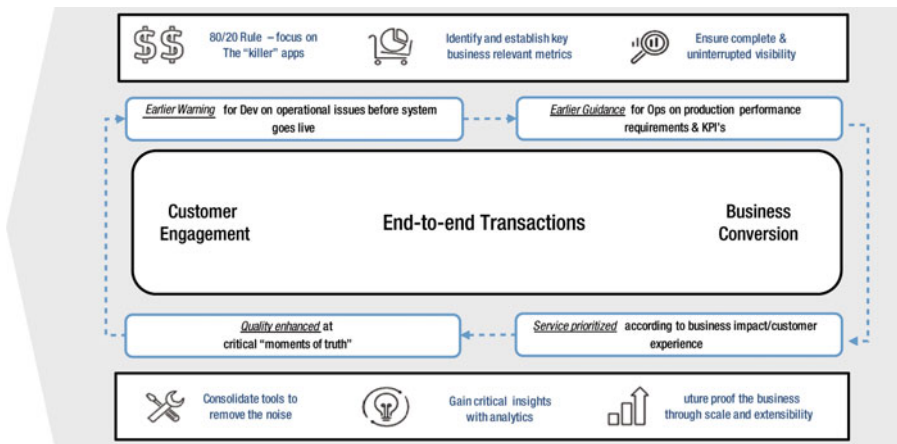 80/20 Rule – focus on
The "killer" apps
Identify and establish key
business relevant metrics
Ensure complete &
uninterrupted visibility
Earlier Warning for Dev on operational issues before system
goes live
Earlier Guidance for Ops on production performance
requirements & KPI's
Customer
Engagement
End-to-end Transactions
Business
Conversion
Quality enhanced at
critical "moments of truth"
Service prioritized according to business impact/customer
experience
Consolidate tools to
remove the noise
Gain critical insights
with analytics
uture proof the business
through scale and extensibility